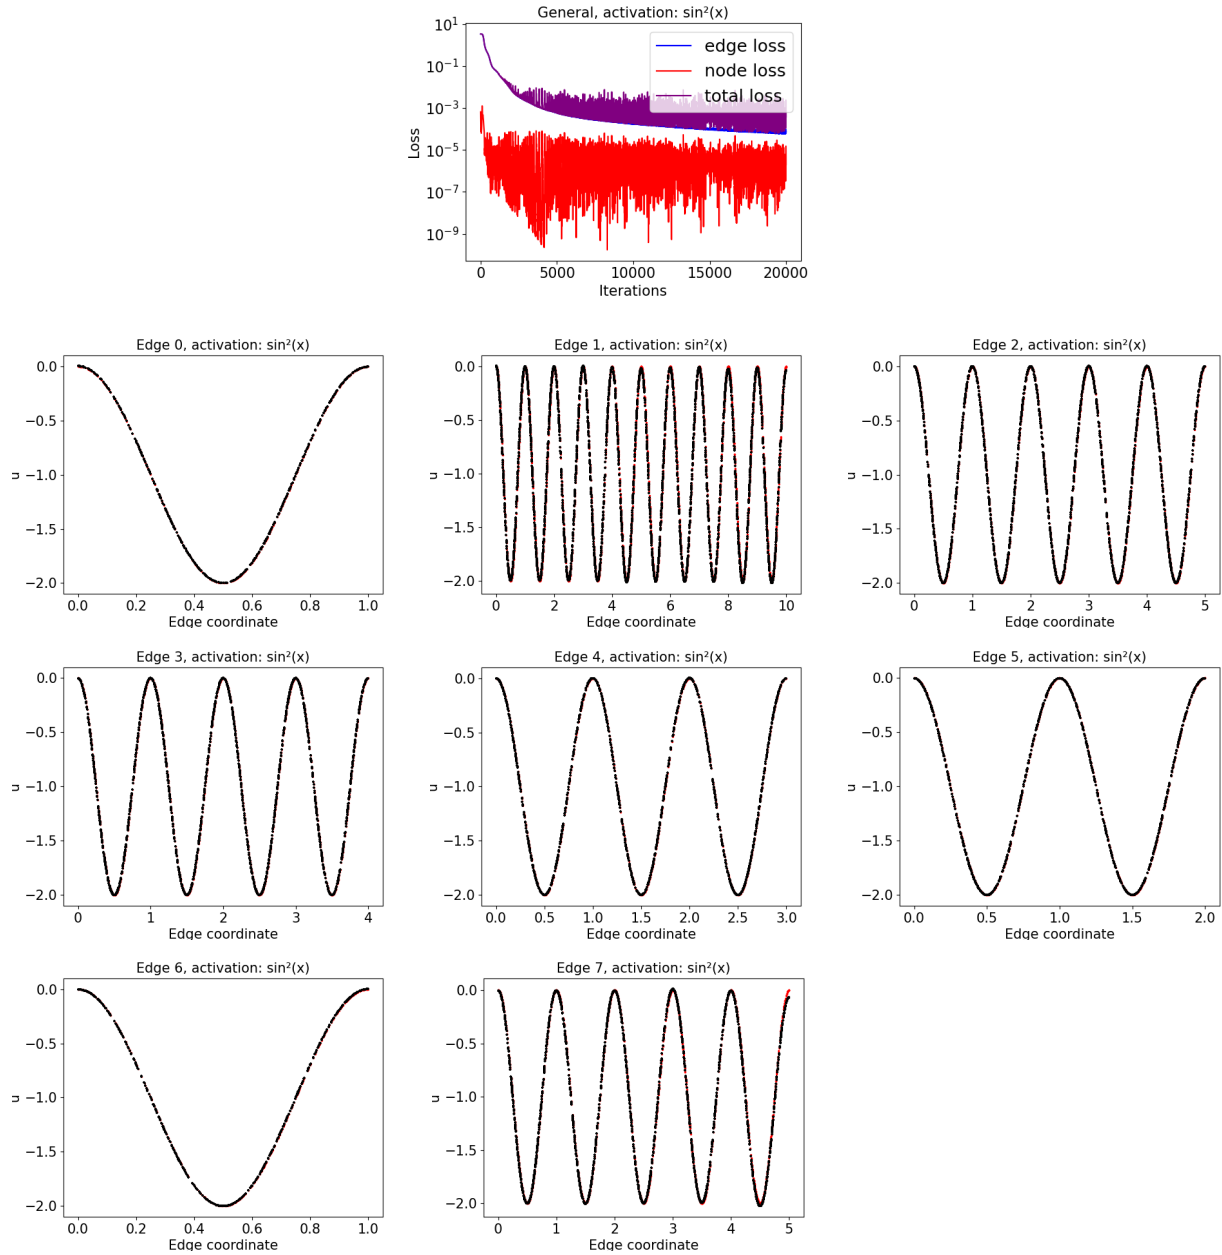 General, activation: sin²(x)
10¹
10⁻¹
10⁻³
10⁻⁵
10⁻⁷
10⁻⁹
Loss
edge loss
node loss
total loss
0 5000 10000 15000 20000
Iterations
Edge 0, activation: sin²(x)
0.0
−0.5
−1.0
−1.5
−2.0
u
0.0 0.2 0.4 0.6 0.8 1.0
Edge coordinate
Edge 1, activation: sin²(x)
0.0
−0.5
−1.0
−1.5
−2.0
u
0 2 4 6 8 10
Edge coordinate
Edge 2, activation: sin²(x)
0.0
−0.5
−1.0
−1.5
−2.0
u
0 1 2 3 4 5
Edge coordinate
Edge 3, activation: sin²(x)
0.0
−0.5
−1.0
−1.5
−2.0
u
0 1 2 3 4
Edge coordinate
Edge 4, activation: sin²(x)
0.0
−0.5
−1.0
−1.5
−2.0
u
0.0 0.5 1.0 1.5 2.0 2.5 3.0
Edge coordinate
Edge 5, activation: sin²(x)
0.0
−0.5
−1.0
−1.5
−2.0
u
0.0 0.5 1.0 1.5 2.0
Edge coordinate
Edge 6, activation: sin²(x)
0.0
−0.5
−1.0
−1.5
−2.0
u
0.0 0.2 0.4 0.6 0.8 1.0
Edge coordinate
Edge 7, activation: sin²(x)
0.0
−0.5
−1.0
−1.5
−2.0
u
0 1 2 3 4 5
Edge coordinate